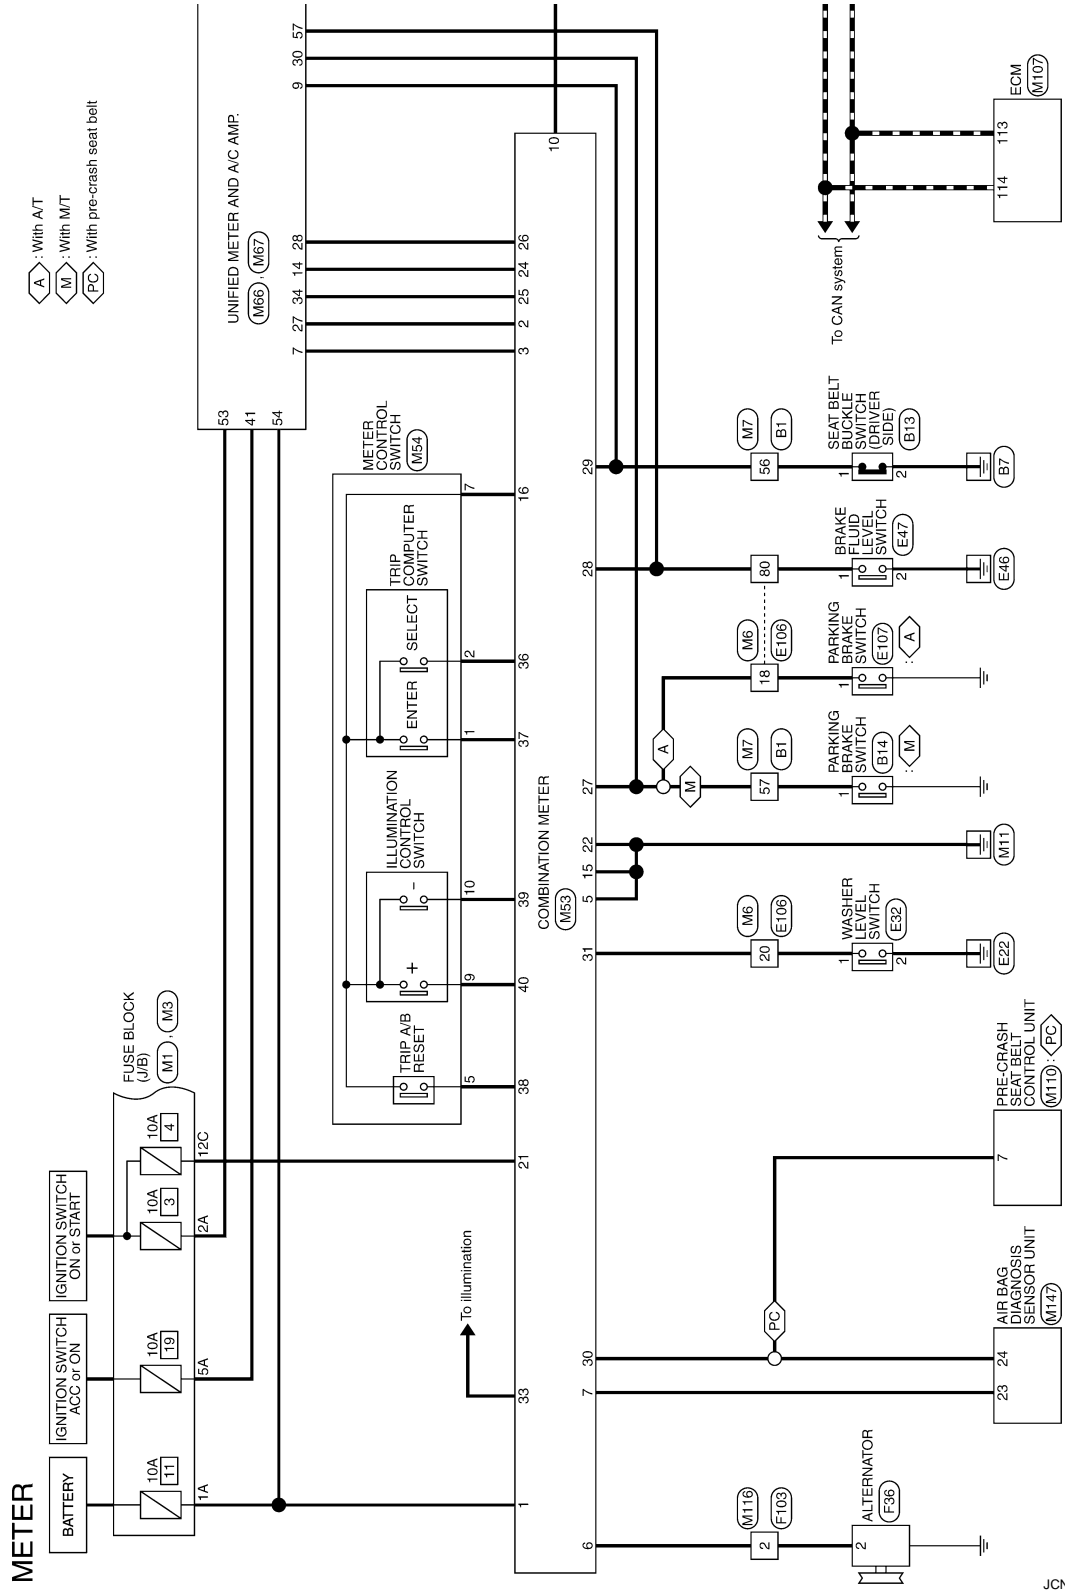 METER
BATTERY
IGNITION SWITCH
ACC or ON
IGNITION SWITCH
ON or START
FUSE BLOCK
(J/B)
M1 , M3
10A
11
10A
19
10A
3
10A
4
1A
5A
2A
12C
A : With A/T
M : With M/T
PC : With pre-crash seat belt
UNIFIED METER AND A/C AMP.
M66 , M67
53
41
54
7
27
34
14
28
9
30
57
METER
CONTROL
SWITCH
M54
TRIP A/B
RESET
ILLUMINATION
CONTROL
SWITCH
+
-
TRIP
COMPUTER
SWITCH
ENTER
SELECT
5
9
10
1
2
7
To illumination
1
33
21
38
40
39
37
36
16
3
2
25
24
26
10
COMBINATION METER
M53
6
7
30
31
5
15
22
27
28
29
A
M
PC
M116
2
F103
M6
20
E106
M7
57
B1
M6
18
E106
80
M7
56
B1
ALTERNATOR
F36
2
AIR BAG
DIAGNOSIS
SENSOR UNIT
M147
23
24
PRE-CRASH
SEAT BELT
CONTROL UNIT
M110 : PC
7
WASHER
LEVEL
SWITCH
E32
1
2
E22
M11
PARKING
BRAKE
SWITCH
B14
: M
1
PARKING
BRAKE
SWITCH
E107
: A
1
BRAKE
FLUID
LEVEL
SWITCH
E47
1
2
E46
SEAT BELT
BUCKLE
SWITCH
(DRIVER
SIDE)
B13
1
2
B7
To CAN system
ECM
M107
114
113
JCN